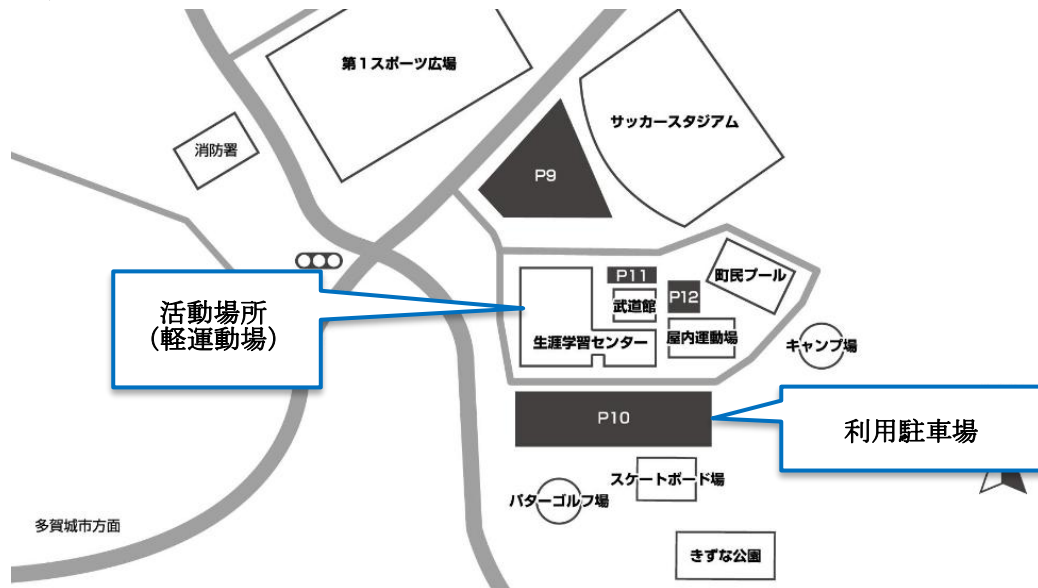 第1スポーツ広場
サッカースタジアム
消防署
P9
町民プール
P11
P12
武道館
活動場所
(軽運動場)
生涯学習センター
屋内運動場
キャンプ場
P10
利用駐車場
スケートボード場
パターゴルフ場
多賀城市方面
きずな公園